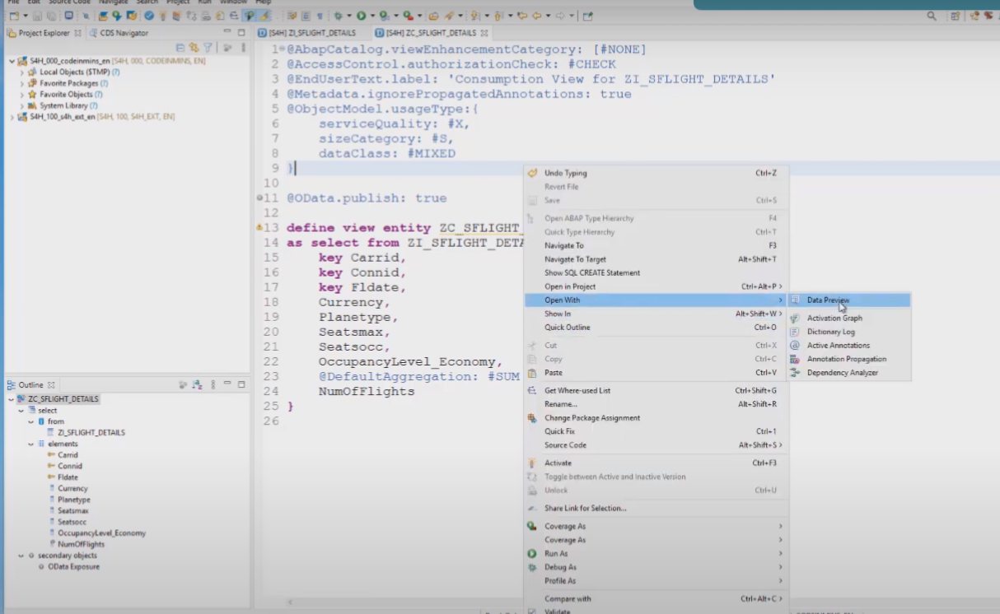 File Edit Source Code Navigate Search Project Run Window Help
Project Explorer
CDS Navigator
[S4H] ZI_SFLIGHT_DETAILS
[S4H] ZC_SFLIGHT_DETAILS
S4H_000_codeinmins_en [S4H, 000, CODEINMINS, EN]
Local Objects ($TMP) (7)
Favorite Packages (7)
Favorite Objects (7)
System Library (7)
S4H_100_s4h_ext_en [S4H, 100, S4H_EXT, EN]
1 @AbapCatalog.viewEnhancementCategory: [#NONE]
2 @AccessControl.authorizationCheck: #CHECK
3 @EndUserText.label: 'Consumption View for ZI_SFLIGHT_DETAILS'
4 @Metadata.ignorePropagatedAnnotations: true
5 @ObjectModel.usageType:{
6 serviceQuality: #X,
7 sizeCategory: #S,
8 dataClass: #MIXED
9 }
10
11 @OData.publish: true
12
13 define view entity ZC_SFLIGHT_
14 as select from ZI_SFLIGHT_DETA
15 key Carrid,
16 key Connid,
17 key Fldate,
18 Currency,
19 Planetype,
20 Seatsmax,
21 Seatsocc,
22 OccupancyLevel_Economy,
23 @DefaultAggregation: #SUM
24 NumOfFlights
25 }
26
Undo Typing Ctrl+Z
Revert File
Save Ctrl+S
Open ABAP Type Hierarchy F4
Quick Type Hierarchy Ctrl+T
Navigate To F3
Navigate To Target Alt+Shift+T
Show SQL CREATE Statement
Open in Project Ctrl+Alt+P >
Open With >
Show In Alt+Shift+W >
Quick Outline Ctrl+O
Cut Ctrl+X
Copy Ctrl+C
Paste Ctrl+V
Get Where-used List Ctrl+Shift+G
Rename... Alt+Shift+R
Change Package Assignment
Quick Fix Ctrl+1
Source Code Alt+Shift+S >
Activate Ctrl+F3
Toggle between Active and Inactive Version
Unlock Ctrl+U
Share Link for Selection...
Coverage As >
Coverage As >
Run As >
Debug As >
Profile As >
Compare with Ctrl+Alt+C >
Validate
Data Preview
Activation Graph
Dictionary Log
Active Annotations
Annotation Propagation
Dependency Analyzer
Outline
ZC_SFLIGHT_DETAILS
select
from
ZI_SFLIGHT_DETAILS
elements
Carrid
Connid
Fldate
Currency
Planetype
Seatsmax
Seatsocc
OccupancyLevel_Economy
NumOfFlights
secondary objects
OData Exposure